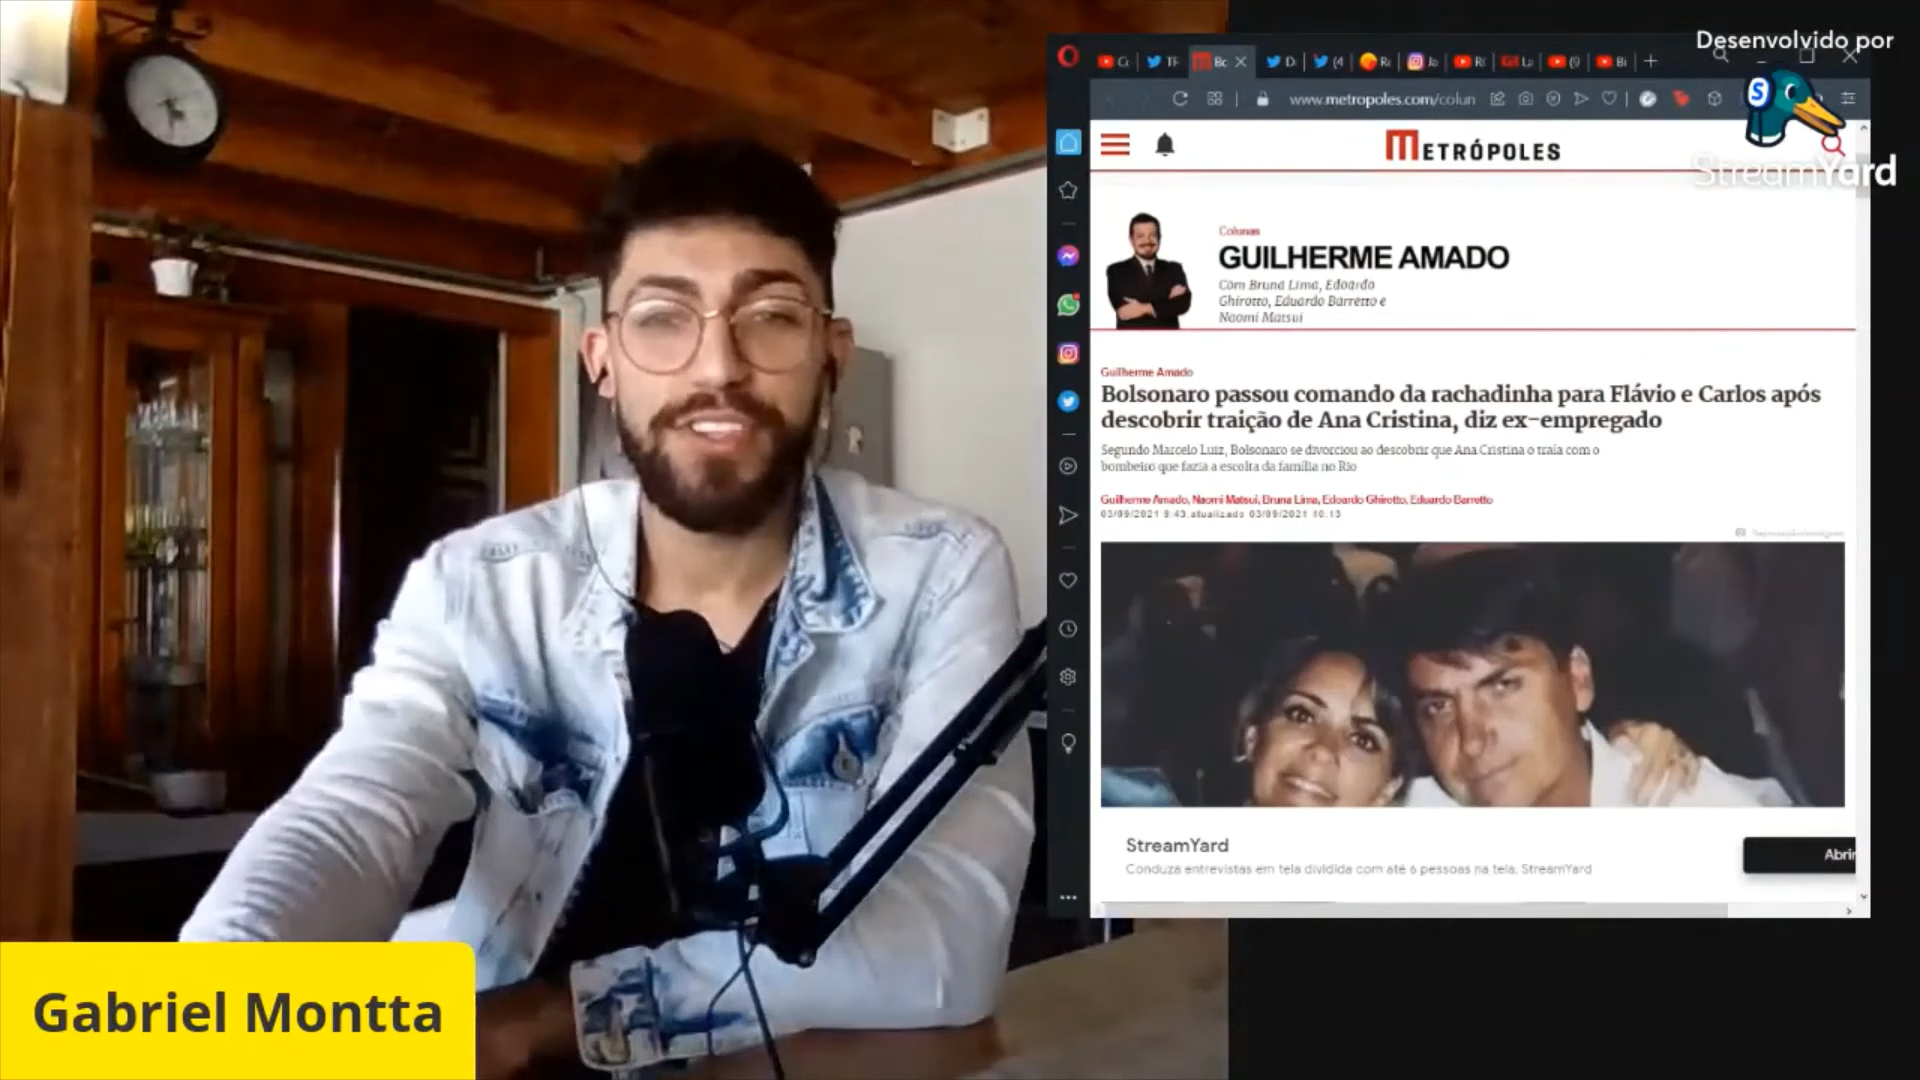 Desenvolvido por
StreamYard
www.metropoles.com/colun
METRÓPOLES
Colunas
GUILHERME AMADO
Com Bruna Lima, Edoardo
Ghirotto, Eduardo Barretto e
Naomi Matsui
Guilherme Amado
Bolsonaro passou comando da rachadinha para Flávio e Carlos após
descobrir traição de Ana Cristina, diz ex-empregado
Segundo Marcelo Luiz, Bolsonaro se divorciou ao descobrir que Ana Cristina o traía com o
bombeiro que fazia a escolta da família no Rio
Guilherme Amado, Naomi Matsui, Bruna Lima, Edoardo Ghirotto, Eduardo Barretto
03/09/2021 9:43, atualizado 03/09/2021 10:13
StreamYard
Conduza entrevistas em tela dividida com até 6 pessoas na tela. StreamYard
Abrir
Gabriel Montta